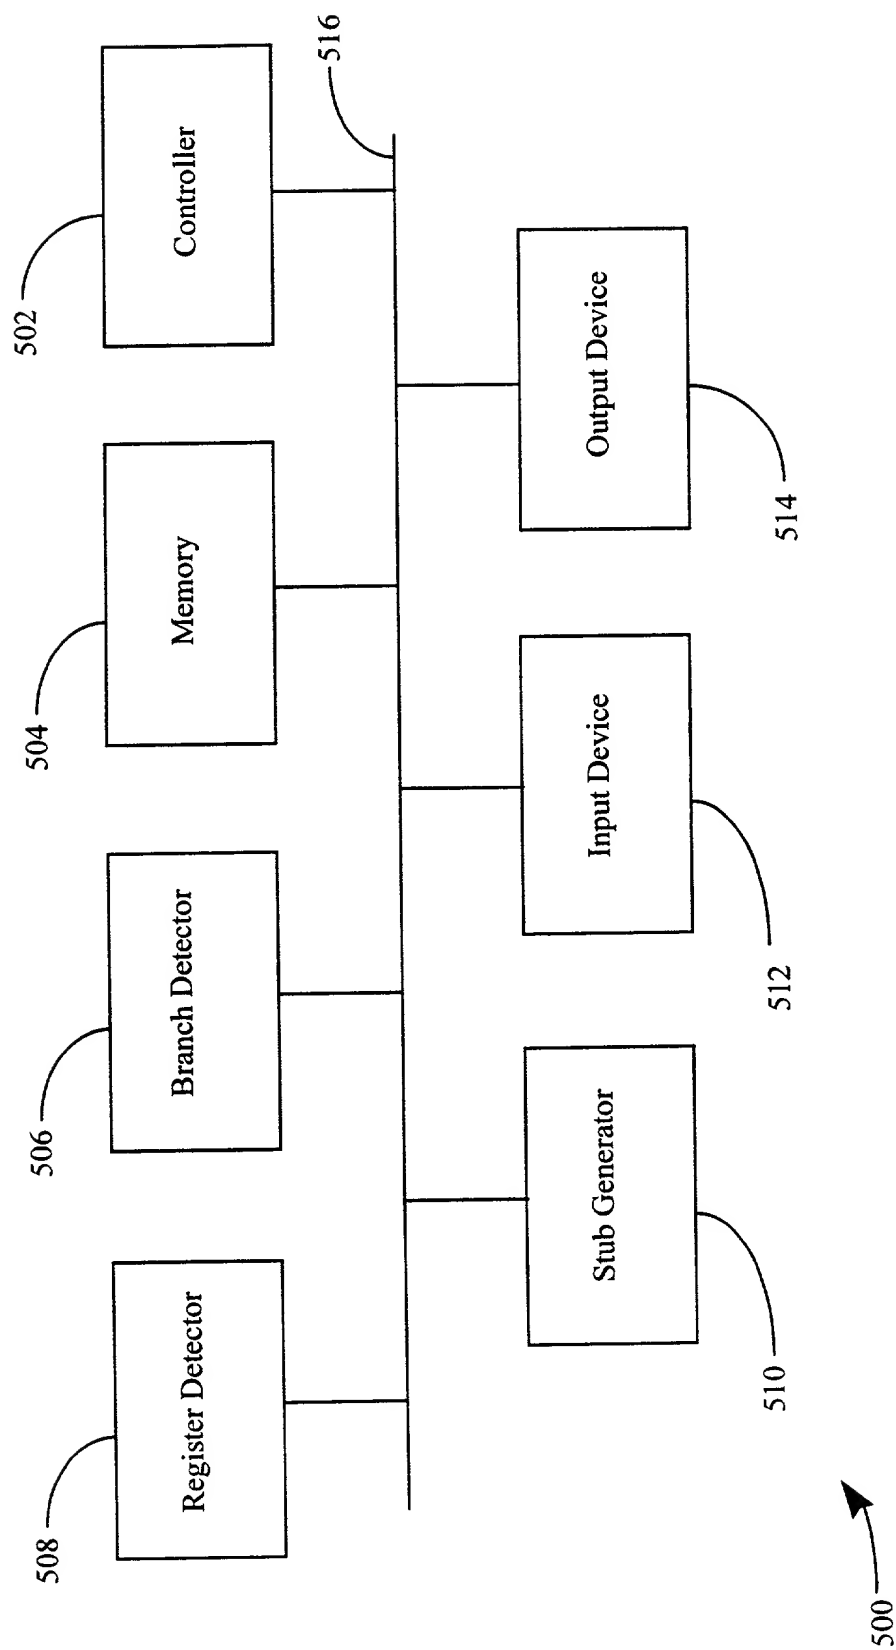 508
506
504
502
Register Detector
Branch Detector
Memory
Controller
516
Stub Generator
Input Device
Output Device
510
512
514
500